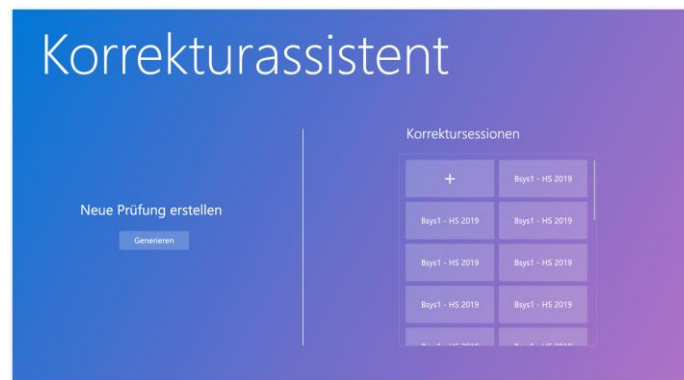 Korrekturassistent
Neue Prüfung erstellen
Generieren
Korrektursessionen
+
Bsys1 - HS 2019
Bsys1 - HS 2019
Bsys1 - HS 2019
Bsys1 - HS 2019
Bsys1 - HS 2019
Bsys1 - HS 2019
Bsys1 - HS 2019